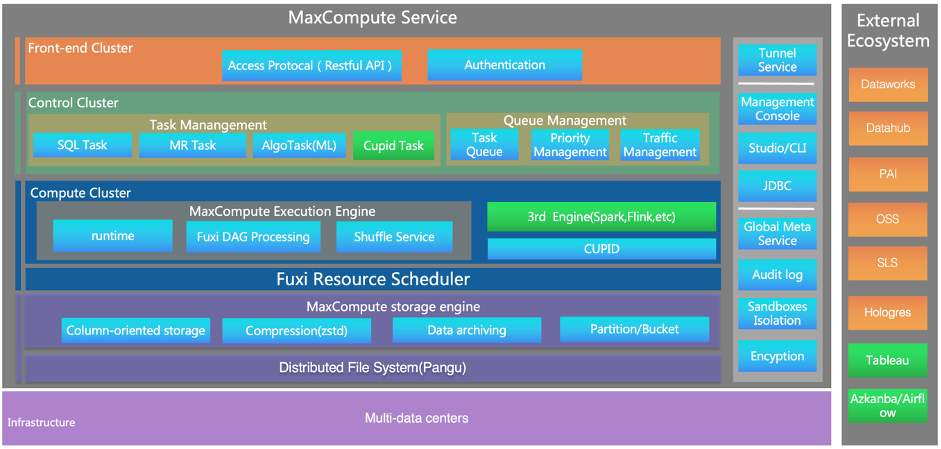 MaxCompute Service
Front-end Cluster
Access Protocal ( Restful API )
Authentication
Control Cluster
Task Manangement
SQL Task
MR Task
AlgoTask(ML)
Cupid Task
Queue Management
Task
Queue
Priority
Management
Traffic
Management
Compute Cluster
MaxCompute Execution Engine
runtime
Fuxi DAG Processing
Shuffle Service
3rd Engine(Spark,Flink,etc)
CUPID
Fuxi Resource Scheduler
MaxCompute storage engine
Column-oriented storage
Compression(zstd)
Data archiving
Partition/Bucket
Distributed File System(Pangu)
Tunnel
Service
Management
Console
Studio/CLI
JDBC
Global Meta
Service
Audit log
Sandboxes
Isolation
Encyption
Infrastructure
Multi-data centers
External
Ecosystem
Dataworks
Datahub
PAI
OSS
SLS
Hologres
Tableau
Azkanba/Airfl
ow